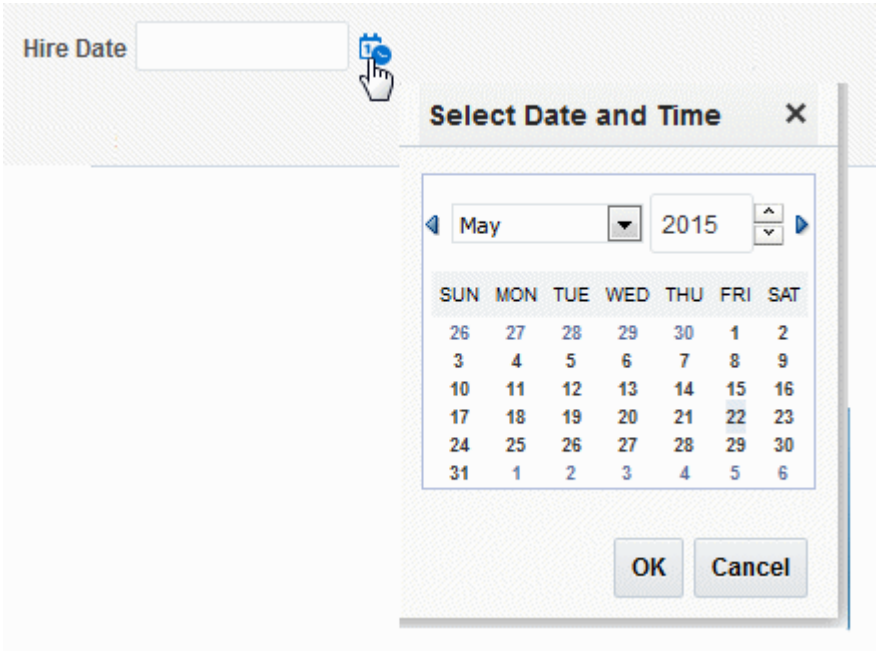 Hire Date
Select Date and Time
May 2015
SUN MON TUE WED THU FRI SAT
26 27 28 29 30 1 2
3 4 5 6 7 8 9
10 11 12 13 14 15 16
17 18 19 20 21 22 23
24 25 26 27 28 29 30
31 1 2 3 4 5 6
OK Cancel